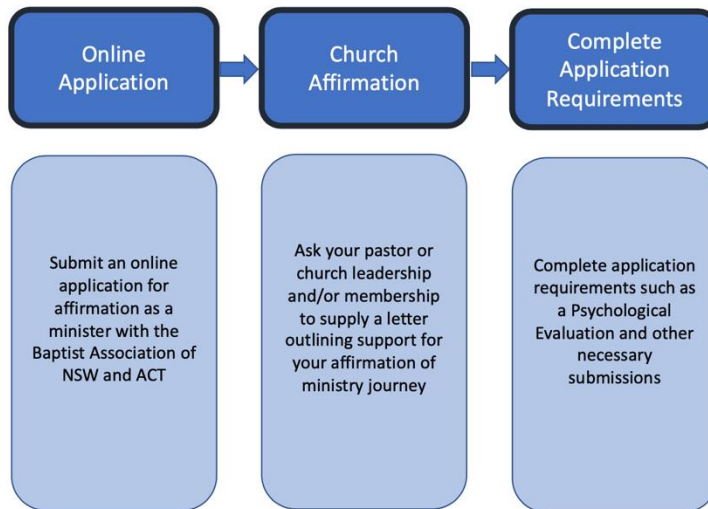 Online
Application
Church
Affirmation
Complete
Application
Requirements
Submit an online
application for
affirmation as a
minister with the
Baptist Association of
NSW and ACT
Ask your pastor or
church leadership
and/or membership
to supply a letter
outlining support for
your affirmation of
ministry journey
Complete application
requirements such as
a Psychological
Evaluation and other
necessary
submissions